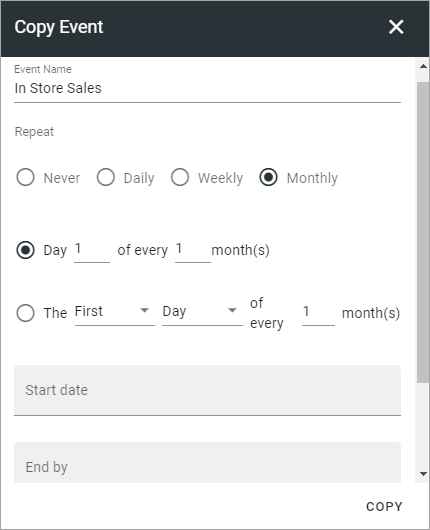 Copy Event
Event Name
In Store Sales
Repeat
Never Daily Weekly Monthly
Day 1 of every 1 month(s)
The First Day of every 1 month(s)
Start date
End by
COPY